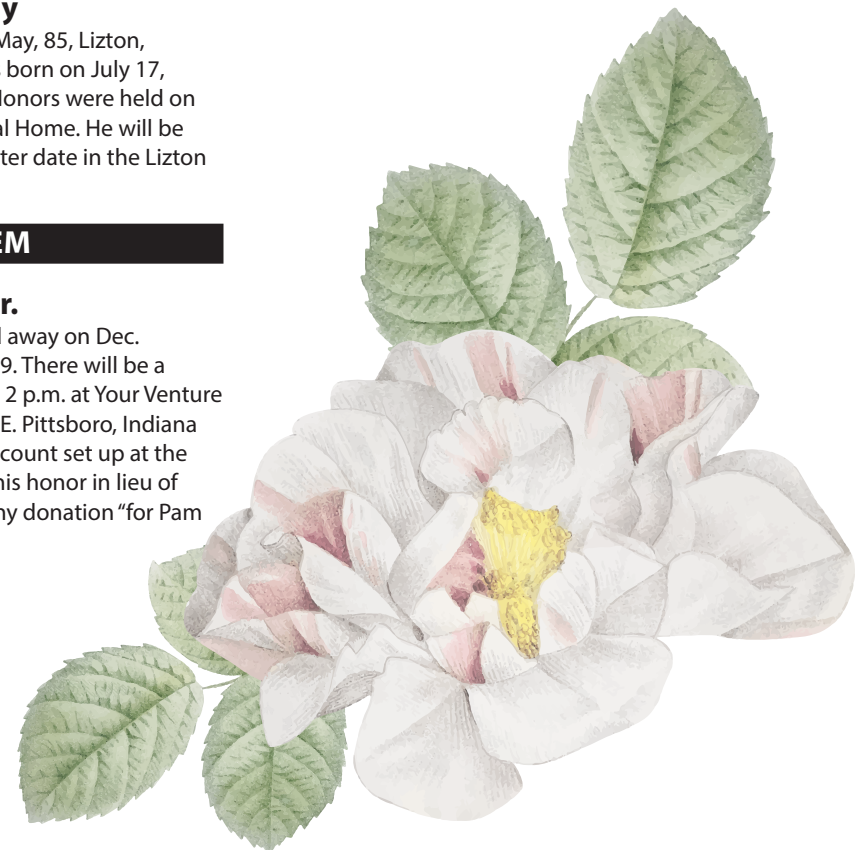 y
May, 85, Lizton,
born on July 17,
Honors were held on
al Home. He will be
ter date in the Lizton
EM
r.
away on Dec.
9. There will be a
2 p.m. at Your Venture
E. Pittsboro, Indiana
count set up at the
his honor in lieu of
ny donation “for Pam